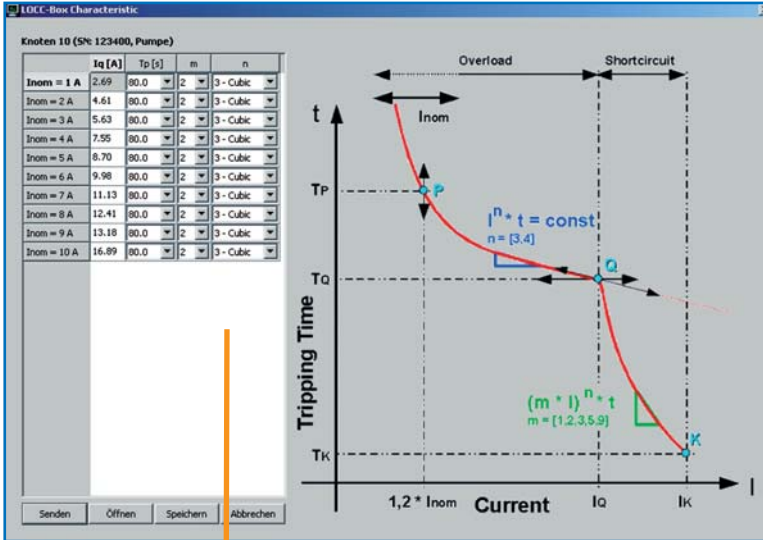 LOCC-Box Characteristic
Knoten 10 (SN: 123400, Pumpe)
Iq [A] Tp [s] m n
Inom = 1 A 2.69 80.0 2 3 - Cubic
Inom = 2 A 4.61 80.0 2 3 - Cubic
Inom = 3 A 5.63 80.0 2 3 - Cubic
Inom = 4 A 7.55 80.0 2 3 - Cubic
Inom = 5 A 8.70 80.0 2 3 - Cubic
Inom = 6 A 9.98 80.0 2 3 - Cubic
Inom = 7 A 11.13 80.0 2 3 - Cubic
Inom = 8 A 12.41 80.0 2 3 - Cubic
Inom = 9 A 13.18 80.0 2 3 - Cubic
Inom = 10 A 16.89 80.0 2 3 - Cubic
Senden Öffnen Speichern Abbrechen
Overload Shortcircuit
t
Inom
TP
P
I^n * t = const
n = [3,4]
Q
TQ
Tripping Time
(m * I)^n * t
m = [1,2,3,5,9]
K
TK
I
1,2 * Inom Current IQ IK